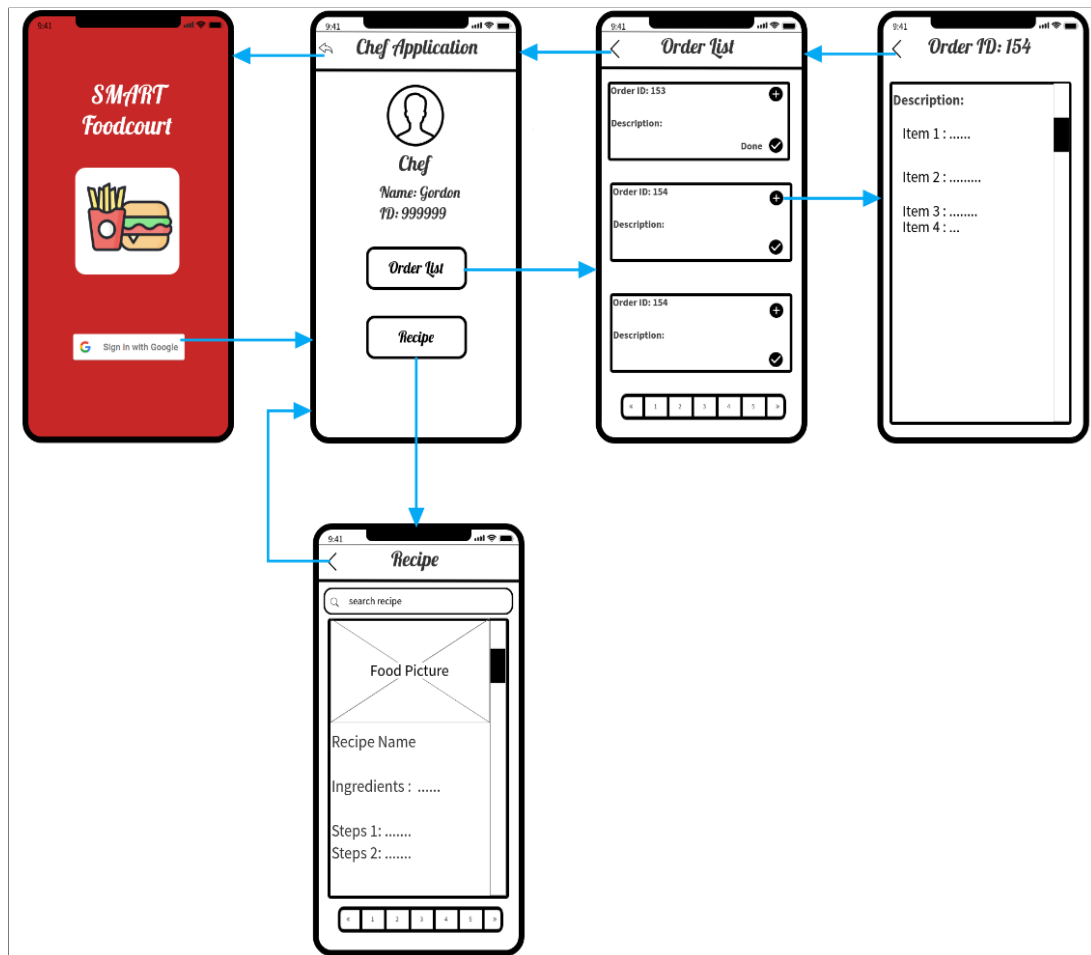 9:41
SMART
Foodcourt
Sign in with Google
9:41
Chef Application
Chef
Name: Gordon
ID: 999999
Order List
Recipe
9:41
Order List
Order ID: 153
Description:
Done
Order ID: 154
Description:
Order ID: 154
Description:
« 1 2 3 4 5 »
9:41
Order ID: 154
Description:
Item 1 : ......
Item 2 : .........
Item 3 : ........
Item 4 : ...
9:41
Recipe
search recipe
Food Picture
Recipe Name
Ingredients : ......
Steps 1: .......
Steps 2: .......
« 1 2 3 4 5 »